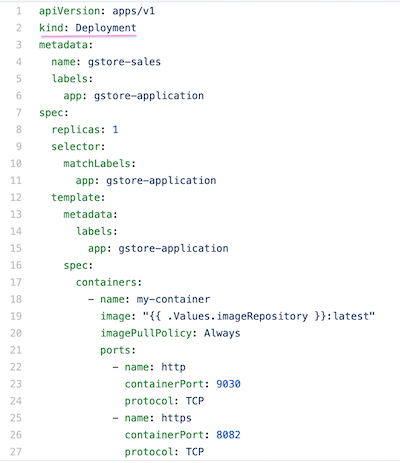 1 apiVersion: apps/v1
2 kind: Deployment
3 metadata:
4   name: gstore-sales
5   labels:
6     app: gstore-application
7 spec:
8   replicas: 1
9   selector:
10     matchLabels:
11       app: gstore-application
12   template:
13     metadata:
14       labels:
15         app: gstore-application
16     spec:
17       containers:
18         - name: my-container
19           image: "{{ .Values.imageRepository }}:latest"
20           imagePullPolicy: Always
21           ports:
22             - name: http
23               containerPort: 9030
24               protocol: TCP
25             - name: https
26               containerPort: 8082
27               protocol: TCP